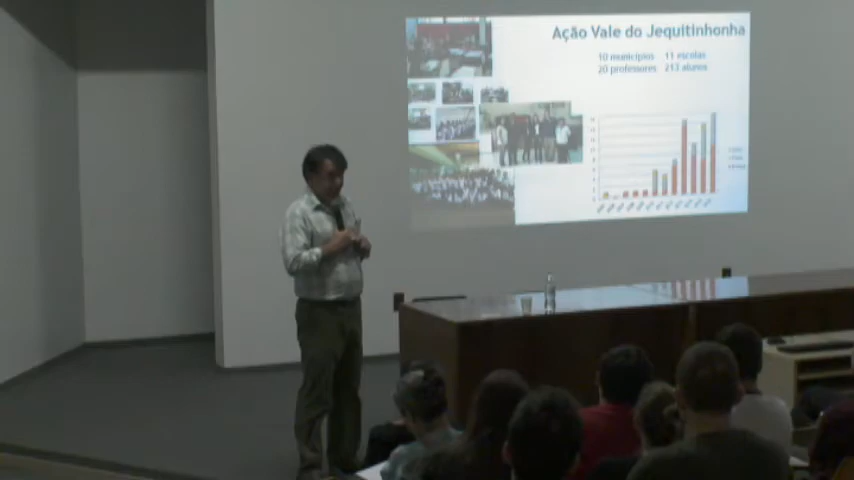 Ação Vale do Jequitinhonha
10 municípios 11 escolas
20 professores 213 alunos